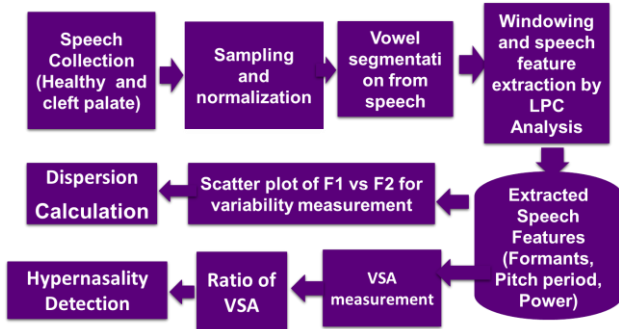 Speech
Collection
(Healthy and
cleft palate)
Sampling
and
normalization
Vowel
segmentati
on from
speech
Windowing
and speech
feature
extraction by
LPC
Analysis
Dispersion
Calculation
Scatter plot of F1 vs F2 for
variability measurement
Extracted
Speech
Features
(Formants,
Pitch period,
Power)
Hypernasality
Detection
Ratio of
VSA
VSA
measurement